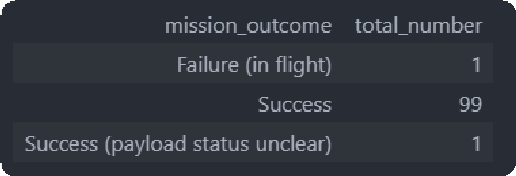 mission_outcome total_number
Failure (in flight) 1
Success 99
Success (payload status unclear) 1